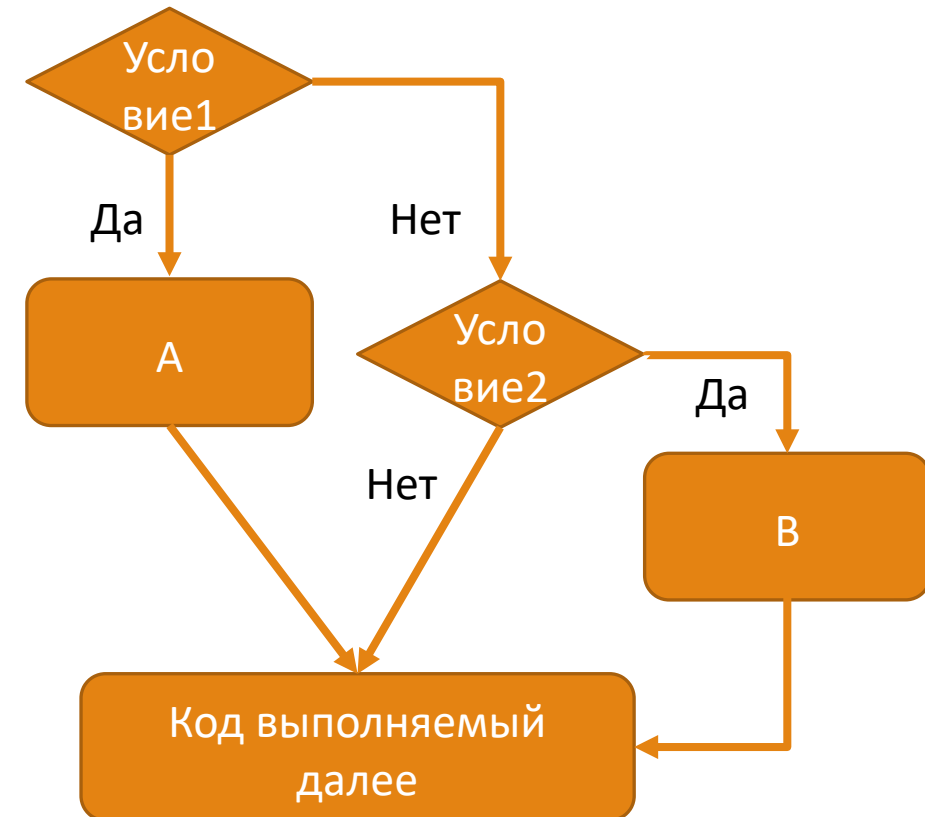 Усло
вие1
Да
Нет
А
Усло
вие2
Да
Нет
В
Код выполняемый
далее